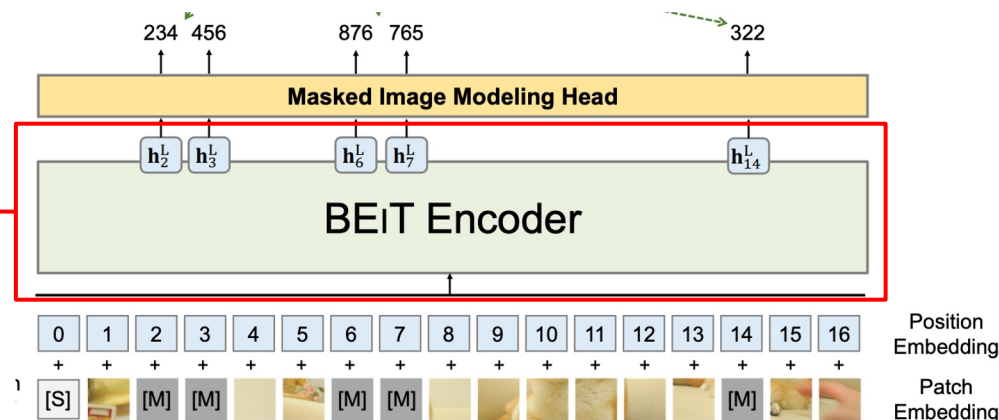 234 456 876 765 322
Masked Image Modeling Head
h₂ᴸ h₃ᴸ h₆ᴸ h₇ᴸ h₁₄ᴸ
BEIT Encoder
0 1 2 3 4 5 6 7 8 9 10 11 12 13 14 15 16
Position
Embedding
+ + + + + + + + + + + + + + + + +
[S] [M] [M] [M] [M] [M]
Patch
Embedding